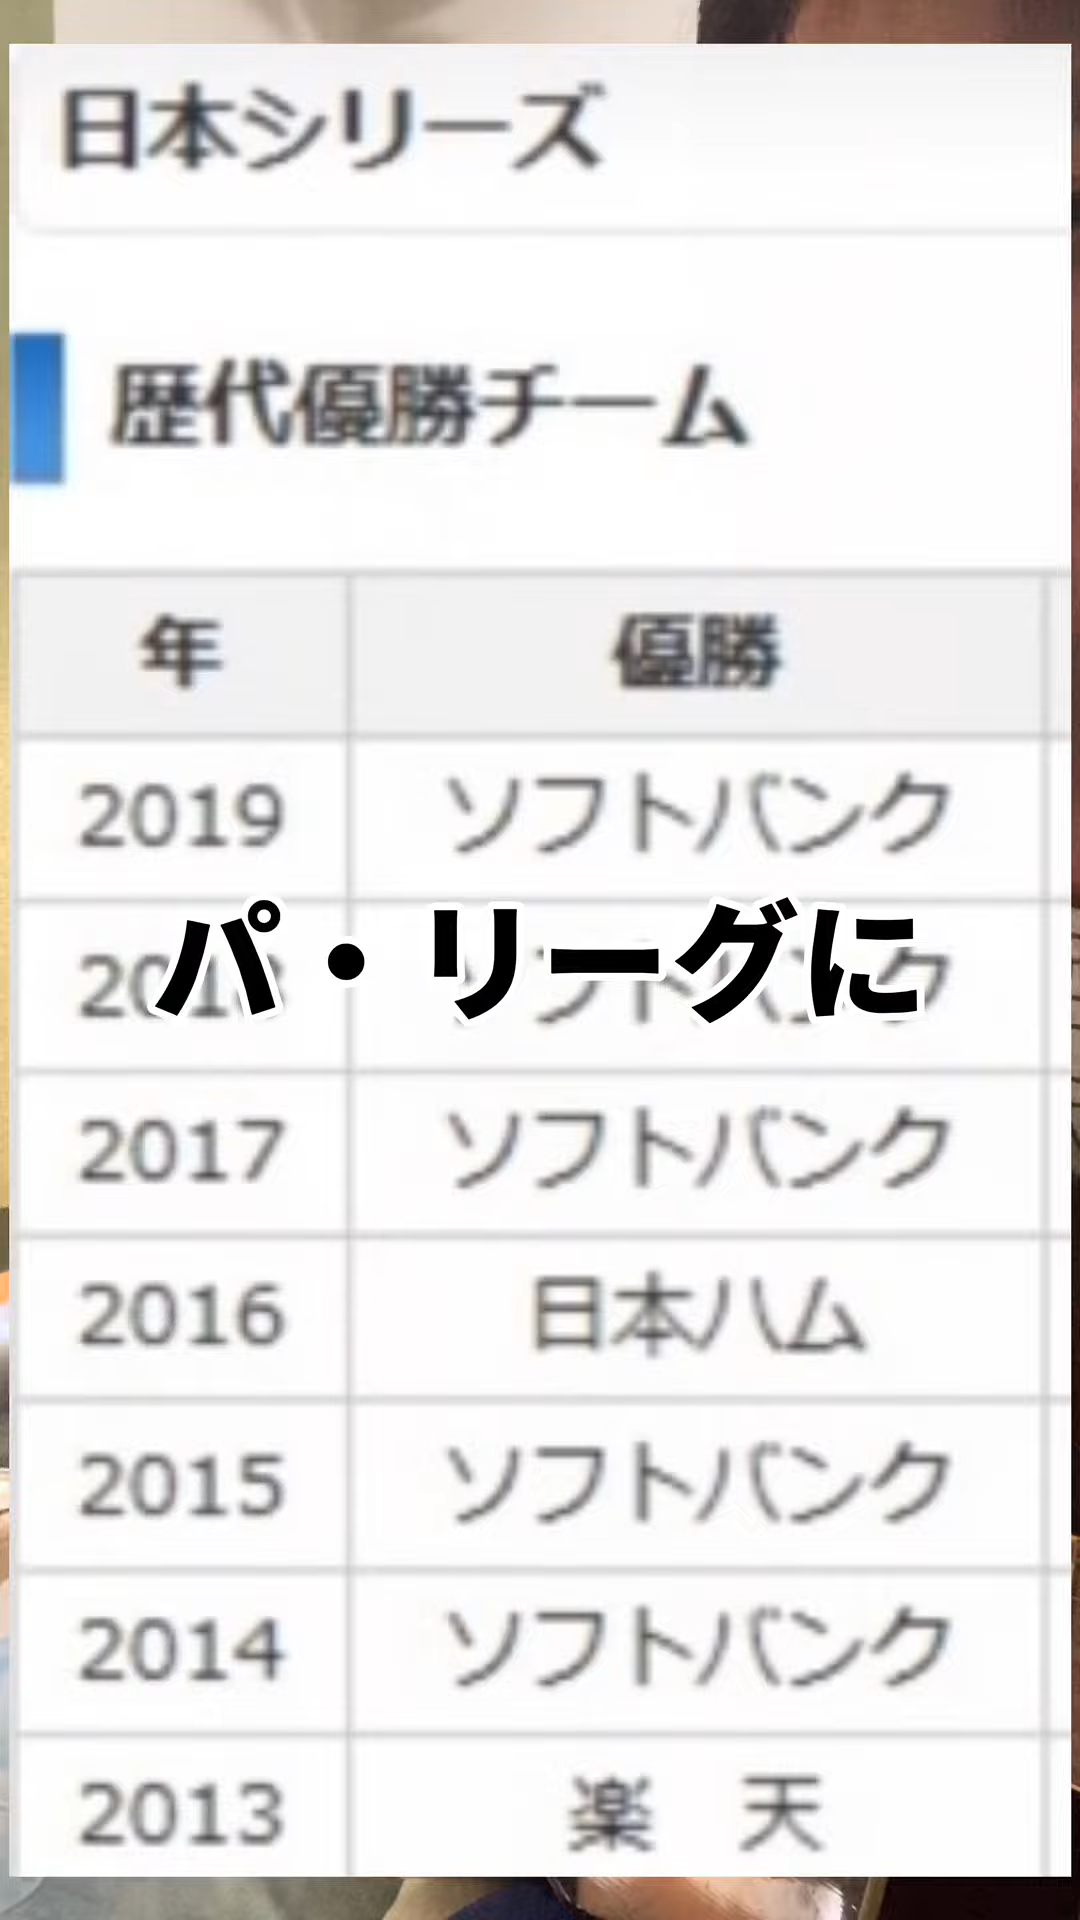 日本シリーズ
歴代優勝チーム
年 優勝
2019 ソフトバンク
パ・リーグに
2017 ソフトバンク
2016 日本ハム
2015 ソフトバンク
2014 ソフトバンク
2013 楽 天